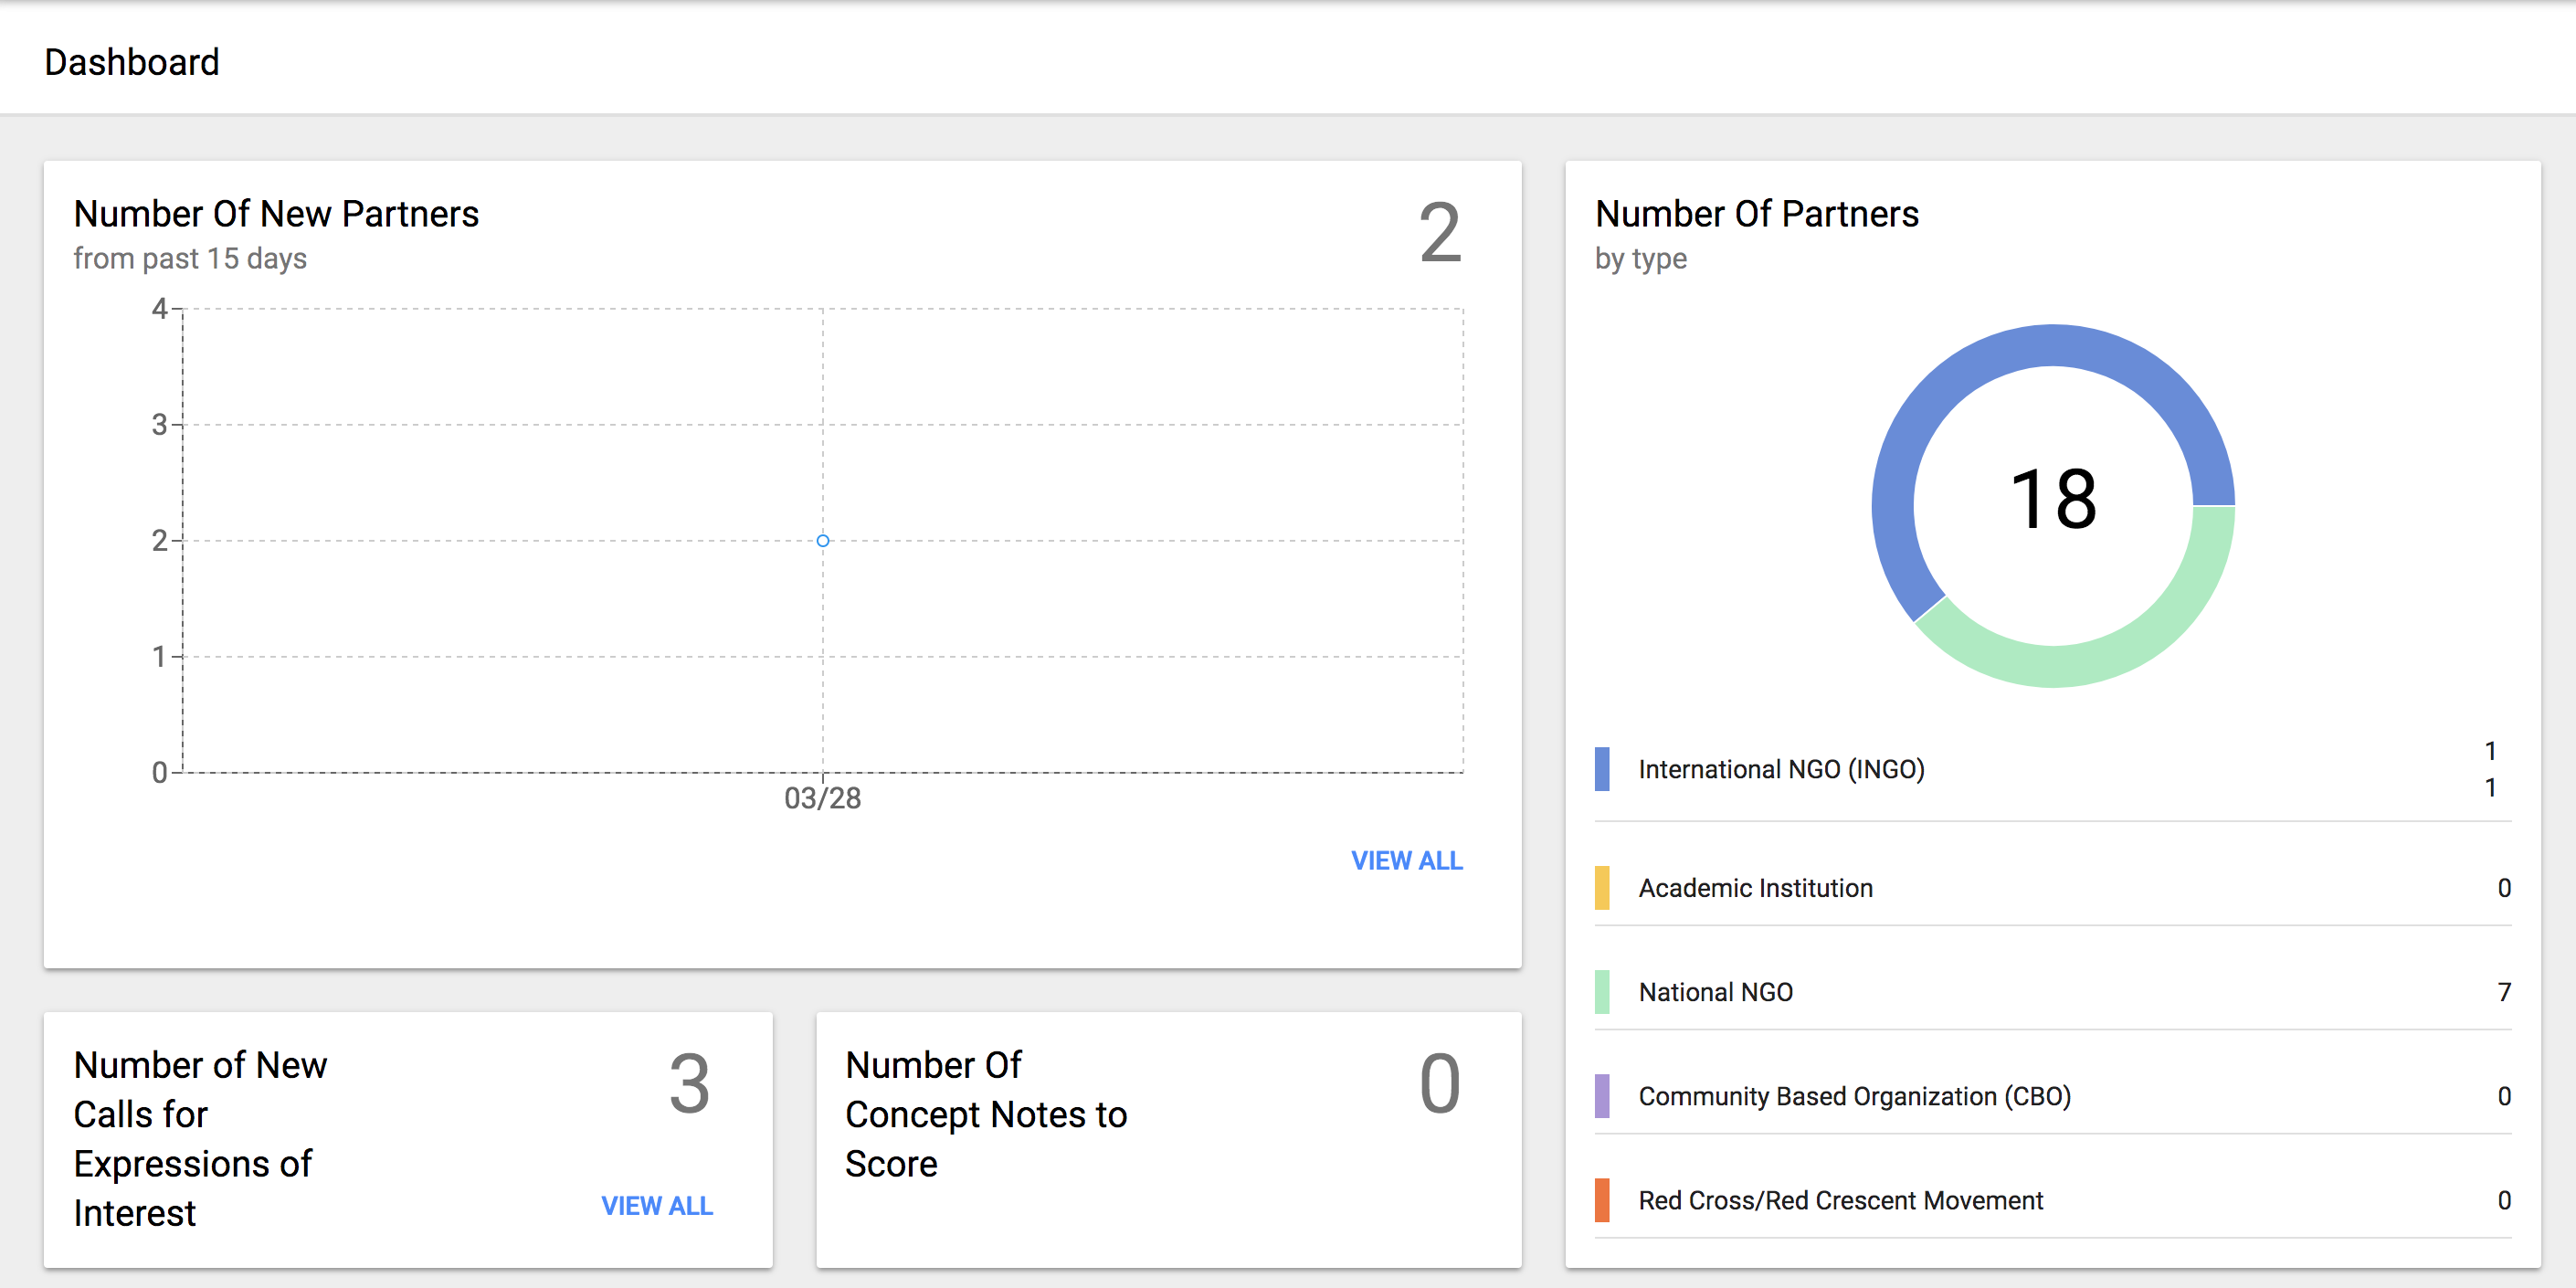 Dashboard
Number Of New Partners
2
from past 15 days
4
3
2
1
0
03/28
VIEW ALL
Number Of Partners
by type
18
International NGO (INGO)
1
1
Academic Institution 0
National NGO 7
Community Based Organization (CBO) 0
Red Cross/Red Crescent Movement 0
Number of New
Calls for
Expressions of
Interest
3
VIEW ALL
Number Of
Concept Notes to
Score
0